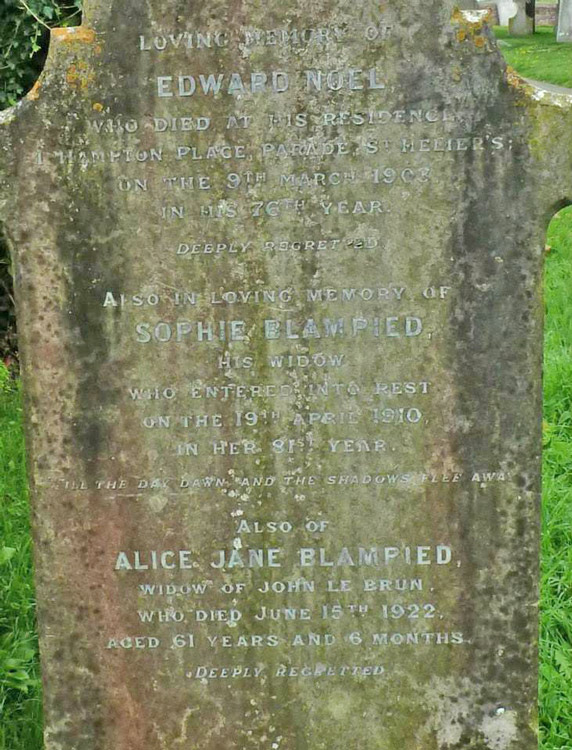 LOVING MEMORY OF
EDWARD NOEL
WHO DIED AT HIS RESIDENCE,
1 HAMPTON PLACE, PARADE, ST HELIER'S;
ON THE 9TH MARCH 1903,
IN HIS 76TH YEAR.
DEEPLY REGRETTED
ALSO IN LOVING MEMORY OF
SOPHIE BLAMPIED,
HIS WIDOW
WHO ENTERED INTO REST
ON THE 19TH APRIL 1910,
IN HER 81ST YEAR.
TILL THE DAY DAWN AND THE SHADOWS FLEE AWAY
ALSO OF
ALICE JANE BLAMPIED,
WIDOW OF JOHN LE BRUN,
WHO DIED JUNE 15TH 1922,
AGED 61 YEARS AND 6 MONTHS.
DEEPLY REGRETTED